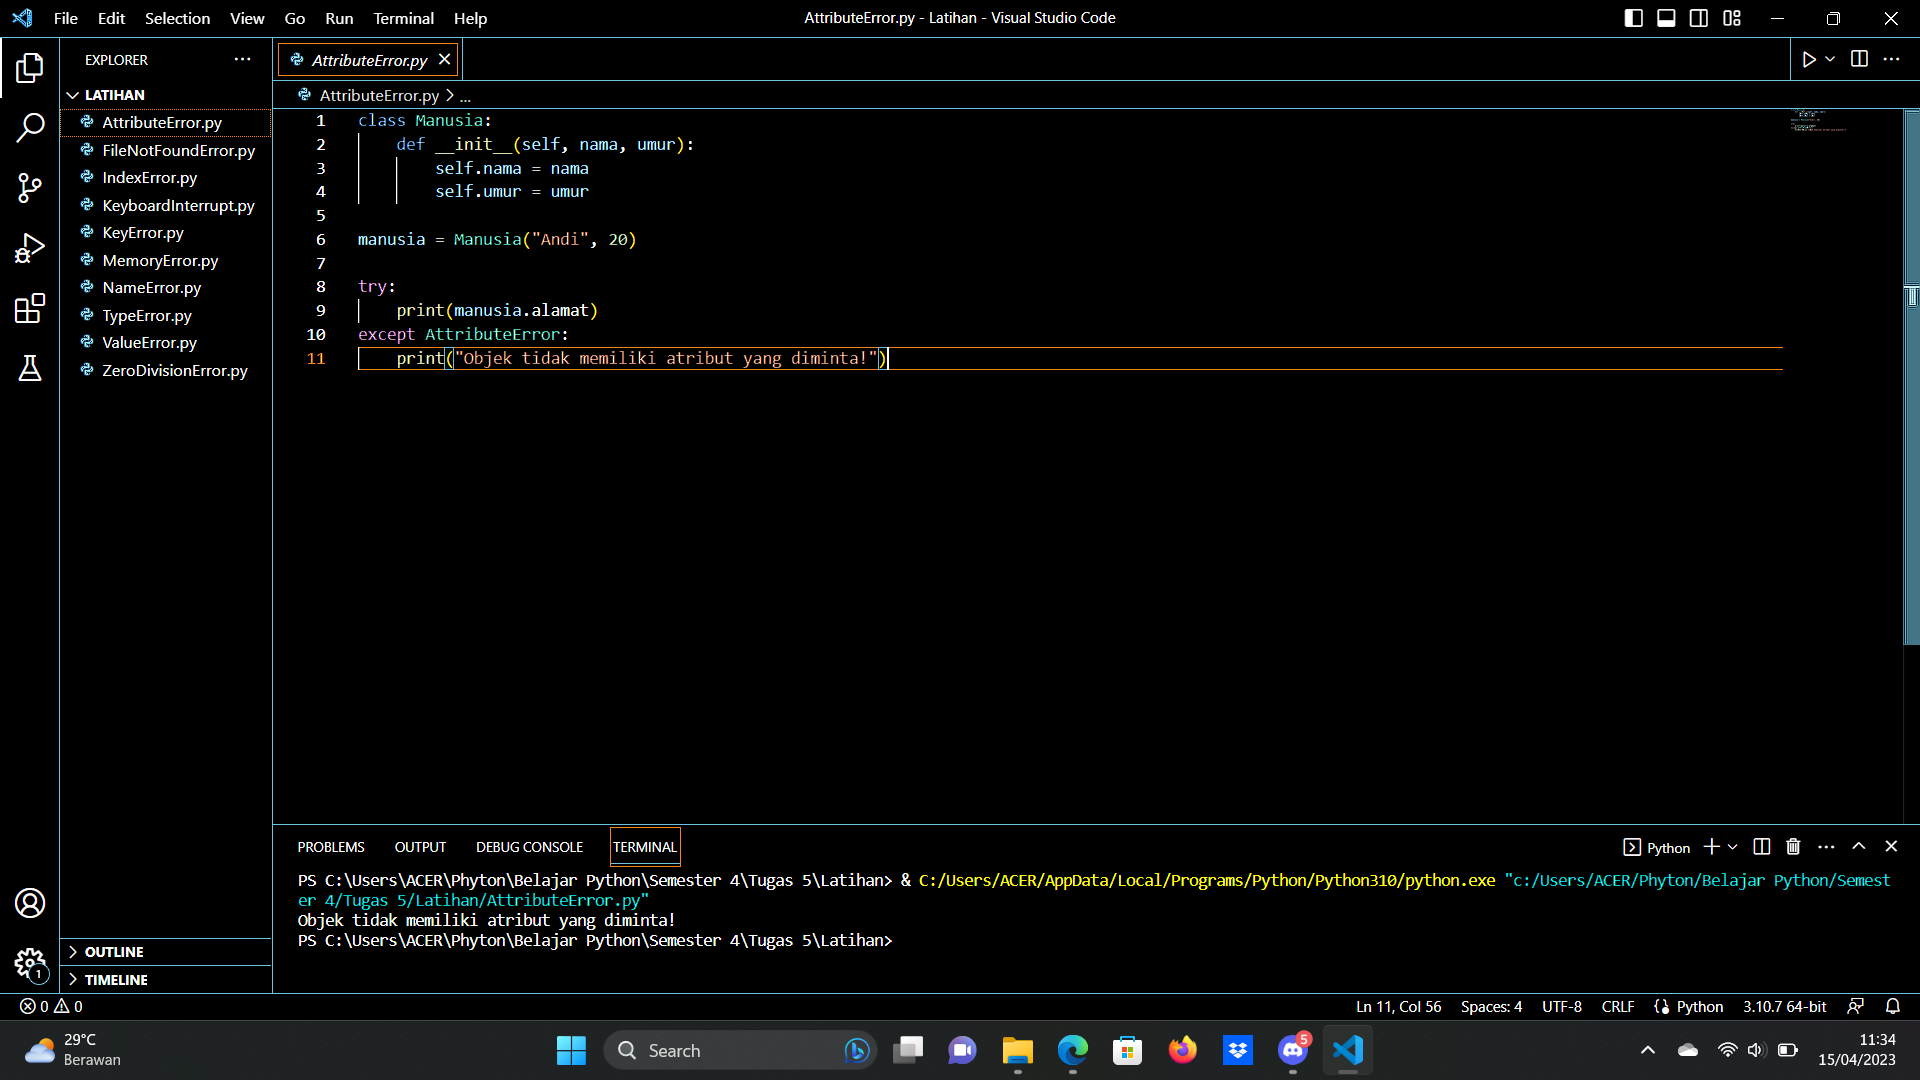 File Edit Selection View Go Run Terminal Help
AttributeError.py - Latihan - Visual Studio Code
EXPLORER
LATIHAN
AttributeError.py
FileNotFoundError.py
IndexError.py
KeyboardInterrupt.py
KeyError.py
MemoryError.py
NameError.py
TypeError.py
ValueError.py
ZeroDivisionError.py
OUTLINE
TIMELINE
AttributeError.py
AttributeError.py > ...
1 class Manusia:
2     def __init__(self, nama, umur):
3         self.nama = nama
4         self.umur = umur
5
6 manusia = Manusia("Andi", 20)
7
8 try:
9     print(manusia.alamat)
10 except AttributeError:
11     print("Objek tidak memiliki atribut yang diminta!")
PROBLEMS OUTPUT DEBUG CONSOLE TERMINAL
Python
PS C:\Users\ACER\Phyton\Belajar Python\Semester 4\Tugas 5\Latihan> & C:/Users/ACER/AppData/Local/Programs/Python/Python310/python.exe "c:/Users/ACER/Phyton/Belajar Python/Semest
er 4/Tugas 5/Latihan/AttributeError.py"
Objek tidak memiliki atribut yang diminta!
PS C:\Users\ACER\Phyton\Belajar Python\Semester 4\Tugas 5\Latihan>
1
0 0
Ln 11, Col 56 Spaces: 4 UTF-8 CRLF Python 3.10.7 64-bit
29°C
Berawan
Search
5
11:34
15/04/2023